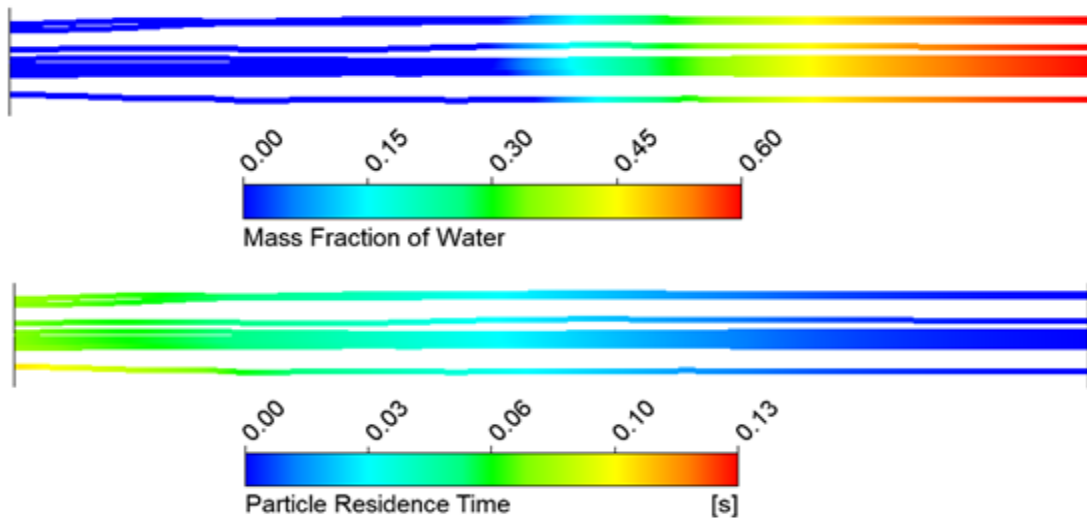 0.00 0.15 0.30 0.45 0.60
Mass Fraction of Water
0.00 0.03 0.06 0.10 0.13
Particle Residence Time [s]